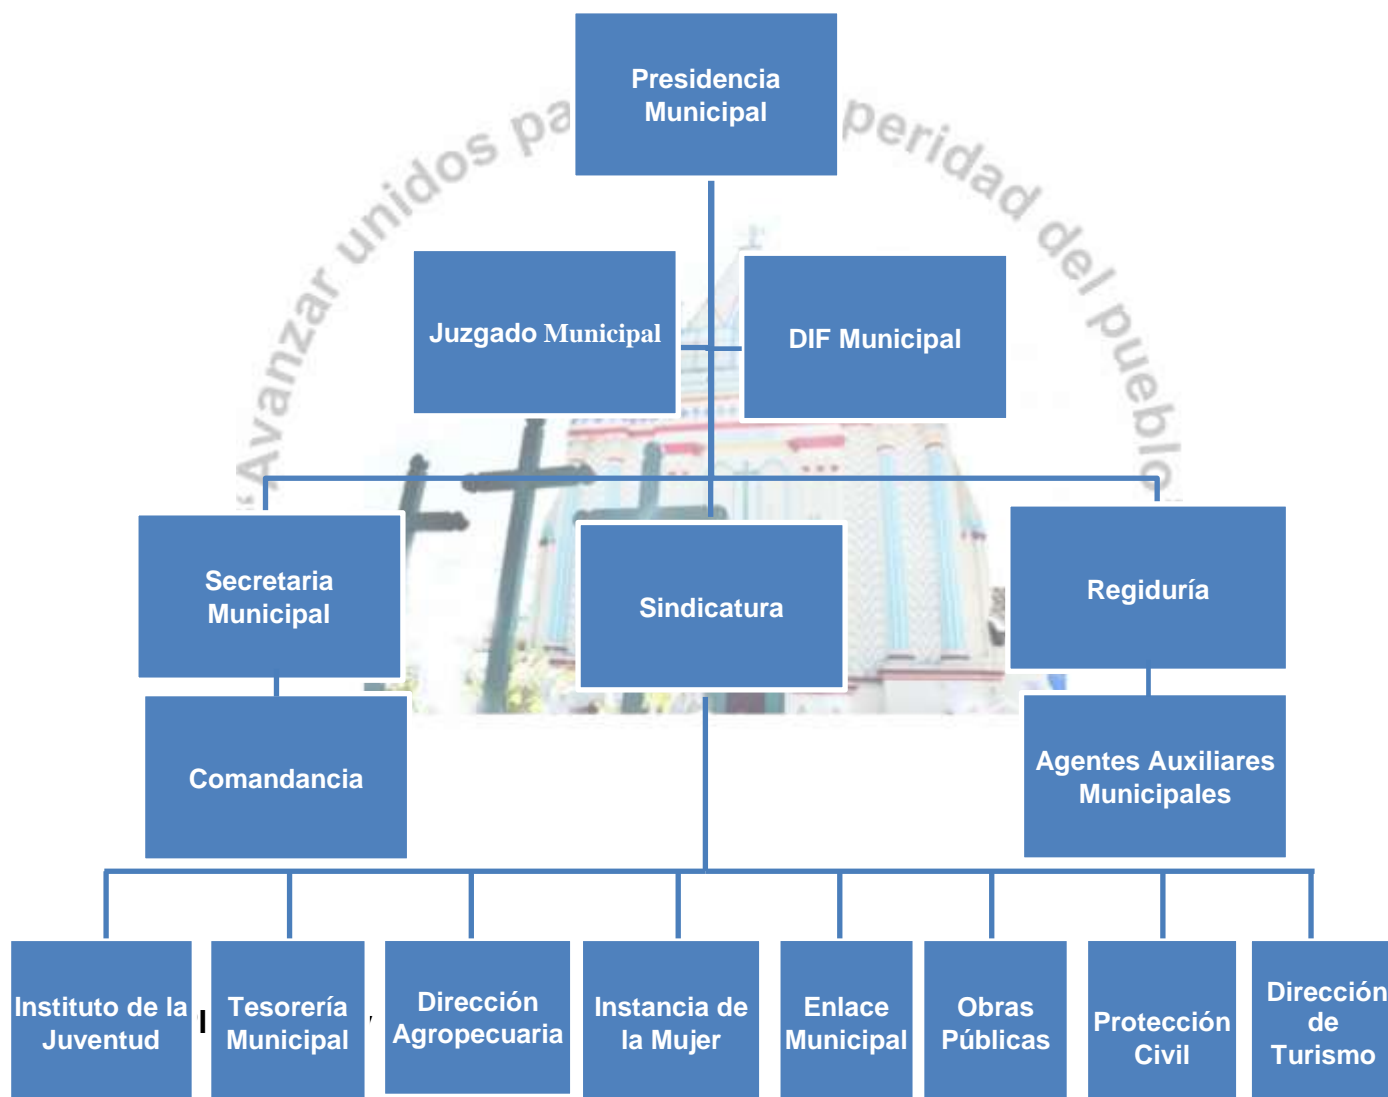 Presidencia
Municipal
“Avanzar unidos
peridad del pueblo
Juzgado Municipal
DIF Municipal
Secretaria
Municipal
Sindicatura
Regiduría
Comandancia
Agentes Auxiliares
Municipales
Instituto de la
Juventud
Tesorería
Municipal
Dirección
Agropecuaria
Instancia de
la Mujer
Enlace
Municipal
Obras
Públicas
Protección
Civil
Dirección
de
Turismo